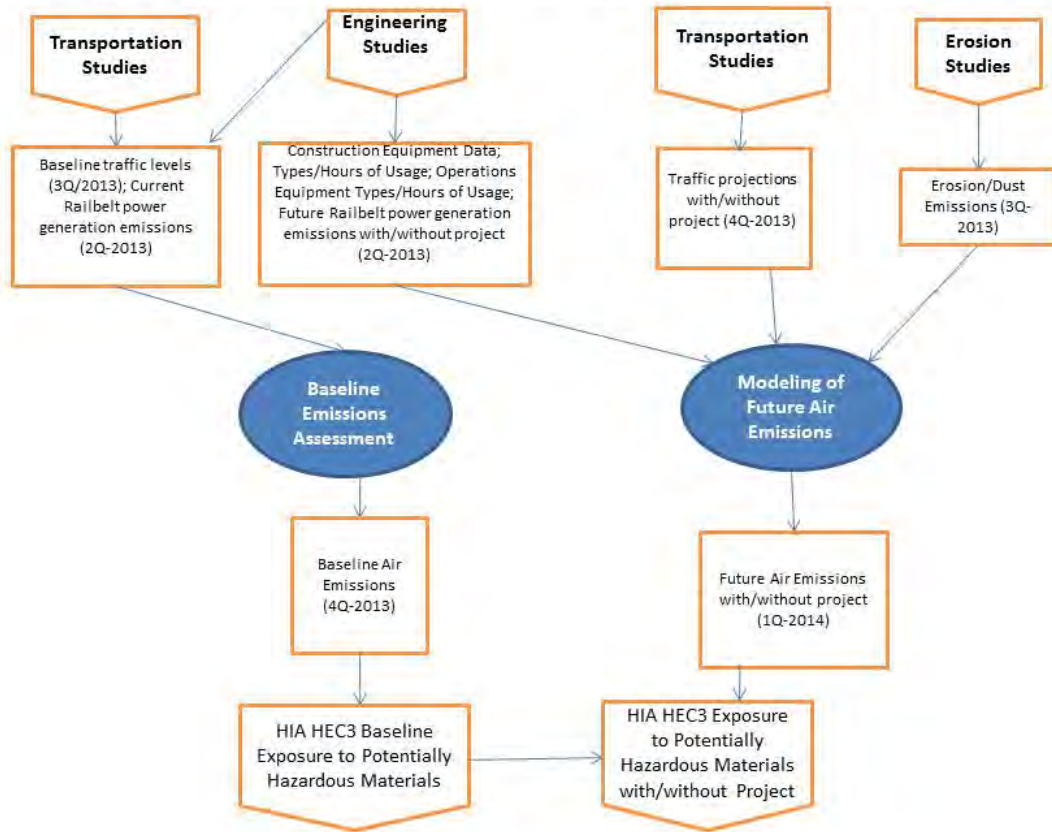 Transportation
Studies
Engineering
Studies
Transportation
Studies
Erosion
Studies
Baseline traffic levels
(3Q/2013); Current
Railbelt power
generation emissions
(2Q-2013)
Construction Equipment Data;
Types/Hours of Usage; Operations
Equipment Types/Hours of Usage;
Future Railbelt power generation
emissions with/without project
(2Q-2013)
Traffic projections
with/without
project (4Q-2013)
Erosion/Dust
Emissions (3Q-
2013)
Baseline
Emissions
Assessment
Modeling of
Future Air
Emissions
Baseline Air
Emissions
(4Q-2013)
Future Air Emissions
with/without project
(1Q-2014)
HIA HEC3 Baseline
Exposure to Potentially
Hazardous Materials
HIA HEC3 Exposure
to Potentially
Hazardous Materials
with/without Project